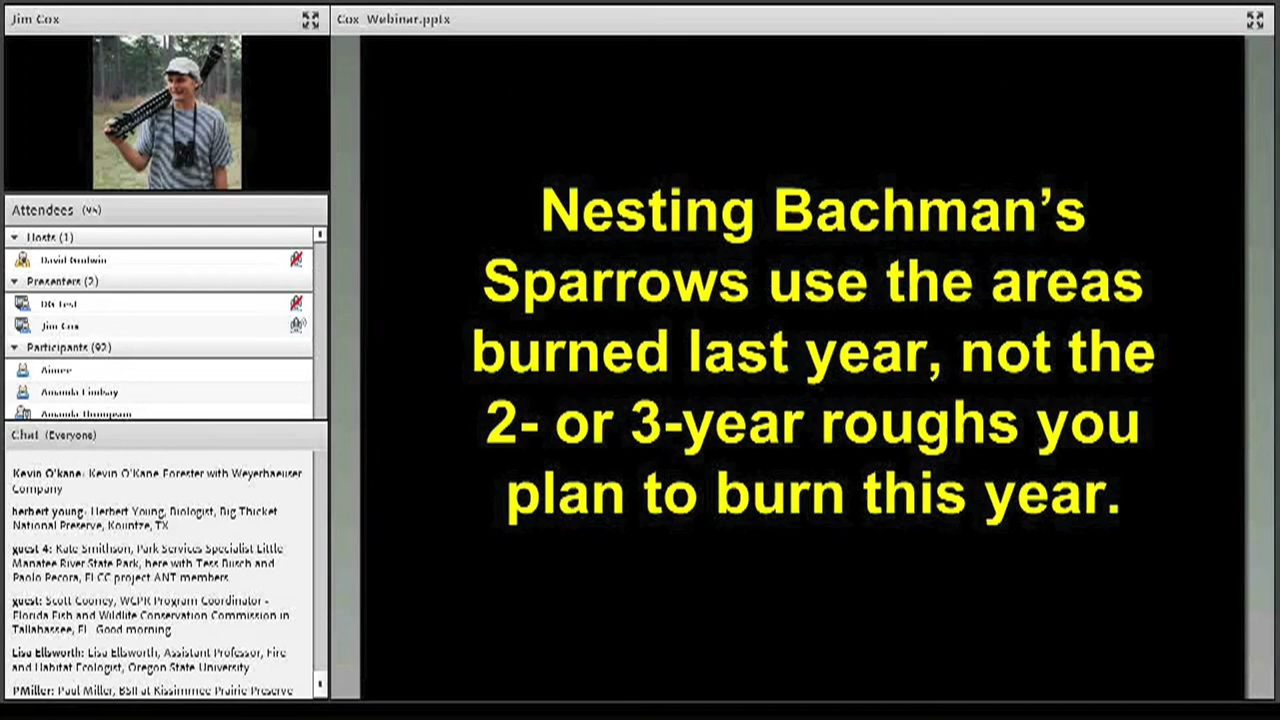 Jim Cox
Cox Webinar.pptx
Nesting Bachman’s
Sparrows use the areas
burned last year, not the
2- or 3-year roughs you
plan to burn this year.
Attendees
Hosts (1)
David Godwin
Presenters (2)
DG Test
Jim Cox
Participants (92)
Aimee
Amanda Lindsay
Amanda Thompson
Chat (Everyone)
Kevin O'kane: Kevin O'Kane Forester with Weyerhaeuser
Company
herbert young: Herbert Young, Biologist, Big Thicket
National Preserve, Kountze, TX
guest 4: Kate Smithson, Park Services Specialist Little
Manatee River State Park, here with Tess Busch and
Paolo Pecora, FLCC project ANT members
guest: Scott Cooney, WCPR Program Coordinator -
Florida Fish and Wildlife Conservation Commission in
Tallahassee, FL. Good morning
Lisa Ellsworth: Lisa Ellsworth, Assistant Professor, Fire
and Habitat Ecologist, Oregon State University
PMiller: Paul Miller, BSII at Kissimmee Prairie Preserve